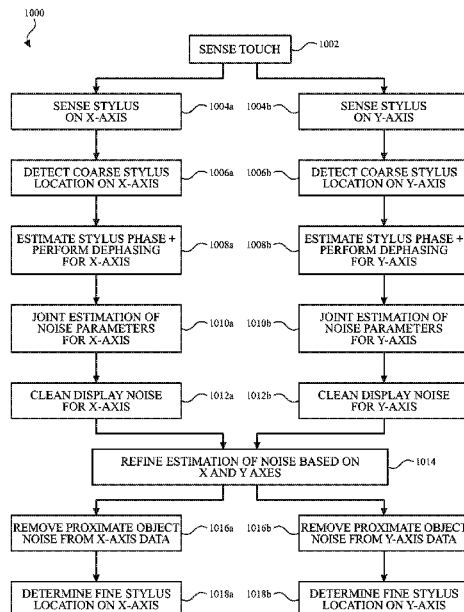 1000
SENSE TOUCH
1002
SENSE STYLUS
ON X-AXIS
1004a
1004b
SENSE STYLUS
ON Y-AXIS
DETECT COARSE STYLUS
LOCATION ON X-AXIS
1006a
1006b
DETECT COARSE STYLUS
LOCATION ON Y-AXIS
ESTIMATE STYLUS PHASE +
PERFORM DEPHASING
FOR X-AXIS
1008a
1008b
ESTIMATE STYLUS PHASE +
PERFORM DEPHASING
FOR Y-AXIS
JOINT ESTIMATION OF
NOISE PARAMETERS
FOR X-AXIS
1010a
1010b
JOINT ESTIMATION OF
NOISE PARAMETERS
FOR Y-AXIS
CLEAN DISPLAY NOISE
FOR X-AXIS
1012a
1012b
CLEAN DISPLAY NOISE
FOR Y-AXIS
REFINE ESTIMATION OF NOISE BASED ON
X AND Y AXES
1014
REMOVE PROXIMATE OBJECT
NOISE FROM X-AXIS DATA
1016a
1016b
REMOVE PROXIMATE OBJECT
NOISE FROM Y-AXIS DATA
DETERMINE FINE STYLUS
LOCATION ON X-AXIS
1018a
1018b
DETERMINE FINE STYLUS
LOCATION ON Y-AXIS